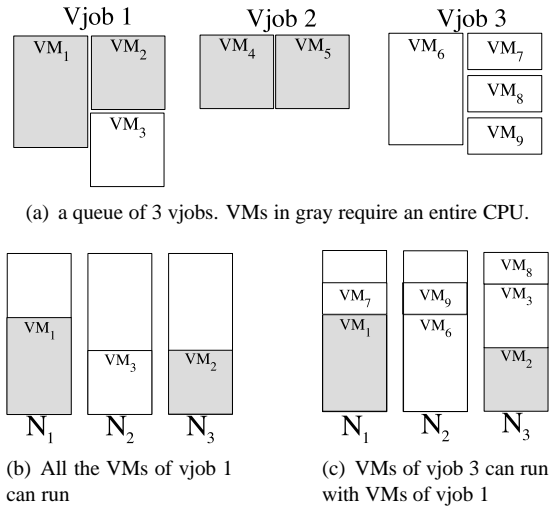 Vjob 1 Vjob 2 Vjob 3
VM1 VM2 VM4 VM5 VM6 VM7
VM8
VM3
VM9
(a) a queue of 3 vjobs. VMs in gray require an entire CPU.
VM1
VM3 VM2
N1 N2 N3
(b) All the VMs of vjob 1
can run
VM8
VM7 VM9 VM3
VM1 VM6
VM2
N1 N2 N3
(c) VMs of vjob 3 can run
with VMs of vjob 1